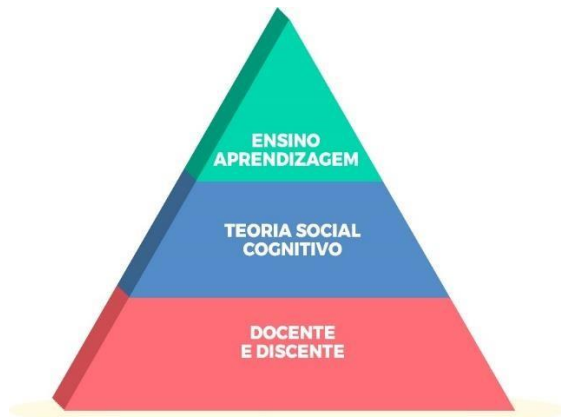 ENSINO
APRENDIZAGEM
TEORIA SOCIAL
COGNITIVO
DOCENTE
E DISCENTE